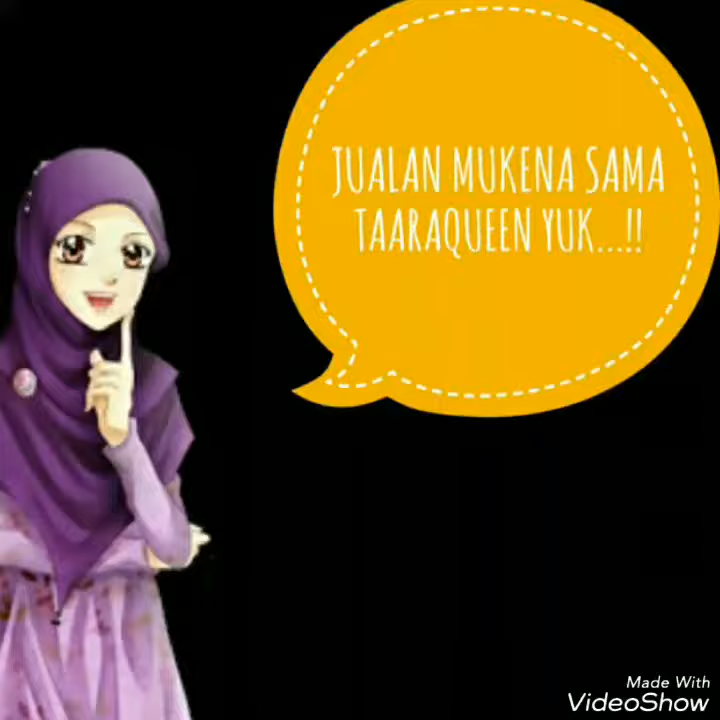 JUALAN MUKENA SAMA
TAARAQUEEN YUK...!!
Made With
VideoShow